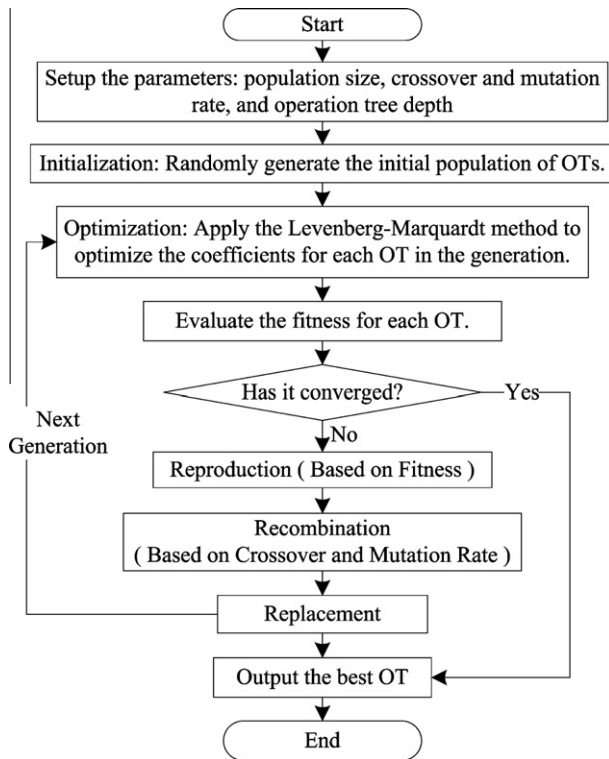 Start
Setup the parameters: population size, crossover and mutation
rate, and operation tree depth
Initialization: Randomly generate the initial population of OTs.
Optimization: Apply the Levenberg-Marquardt method to
optimize the coefficients for each OT in the generation.
Evaluate the fitness for each OT.
Has it converged?
Yes
No
Next
Generation
Reproduction ( Based on Fitness )
Recombination
( Based on Crossover and Mutation Rate )
Replacement
Output the best OT
End